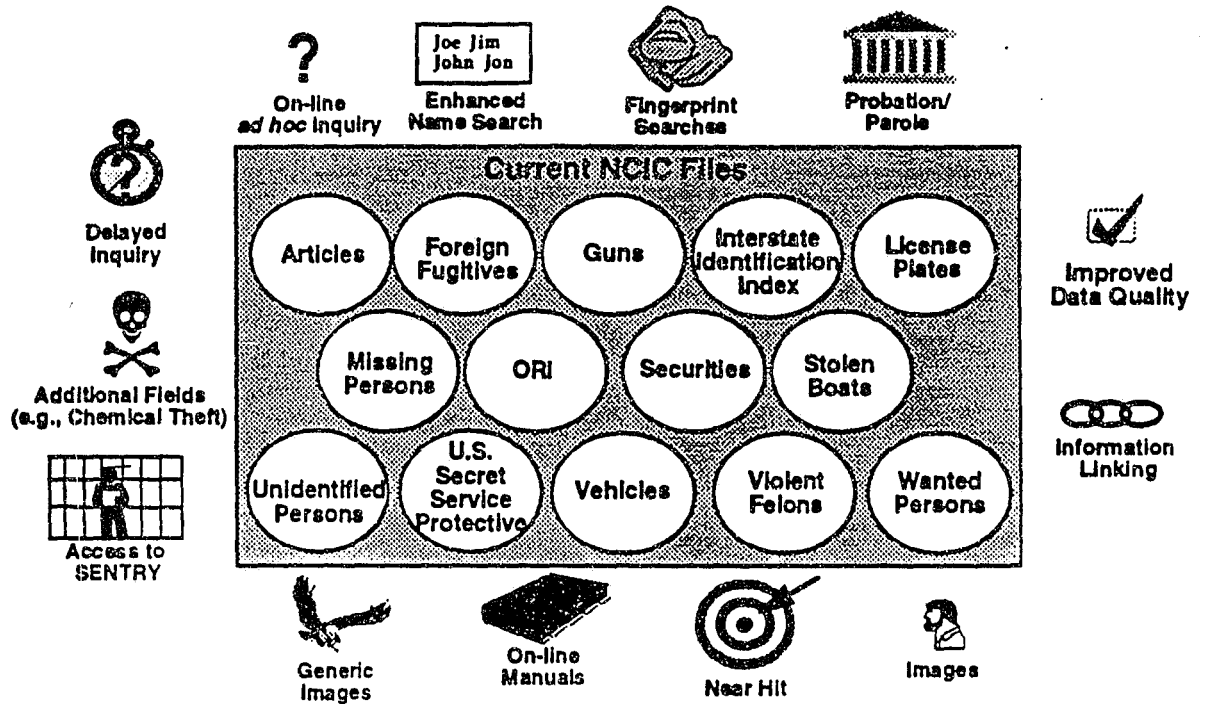 Joe Jim
John Jon
On-line
ad hoc Inquiry
Enhanced
Name Search
Fingerprint
Searches
Probation/
Parole
Delayed
Inquiry
Additional Fields
(e.g., Chemical Theft)
Access to
SENTRY
Current NCIC Files
Articles
Foreign
Fugitives
Guns
Interstate
Identification
Index
License
Plates
Missing
Persons
ORI
Securities
Stolen
Boats
Unidentified
Persons
U.S.
Secret
Service
Protective
Vehicles
Violent
Felons
Wanted
Persons
Improved
Data Quality
Information
Linking
Generic
Images
On-line
Manuals
Near Hit
Images